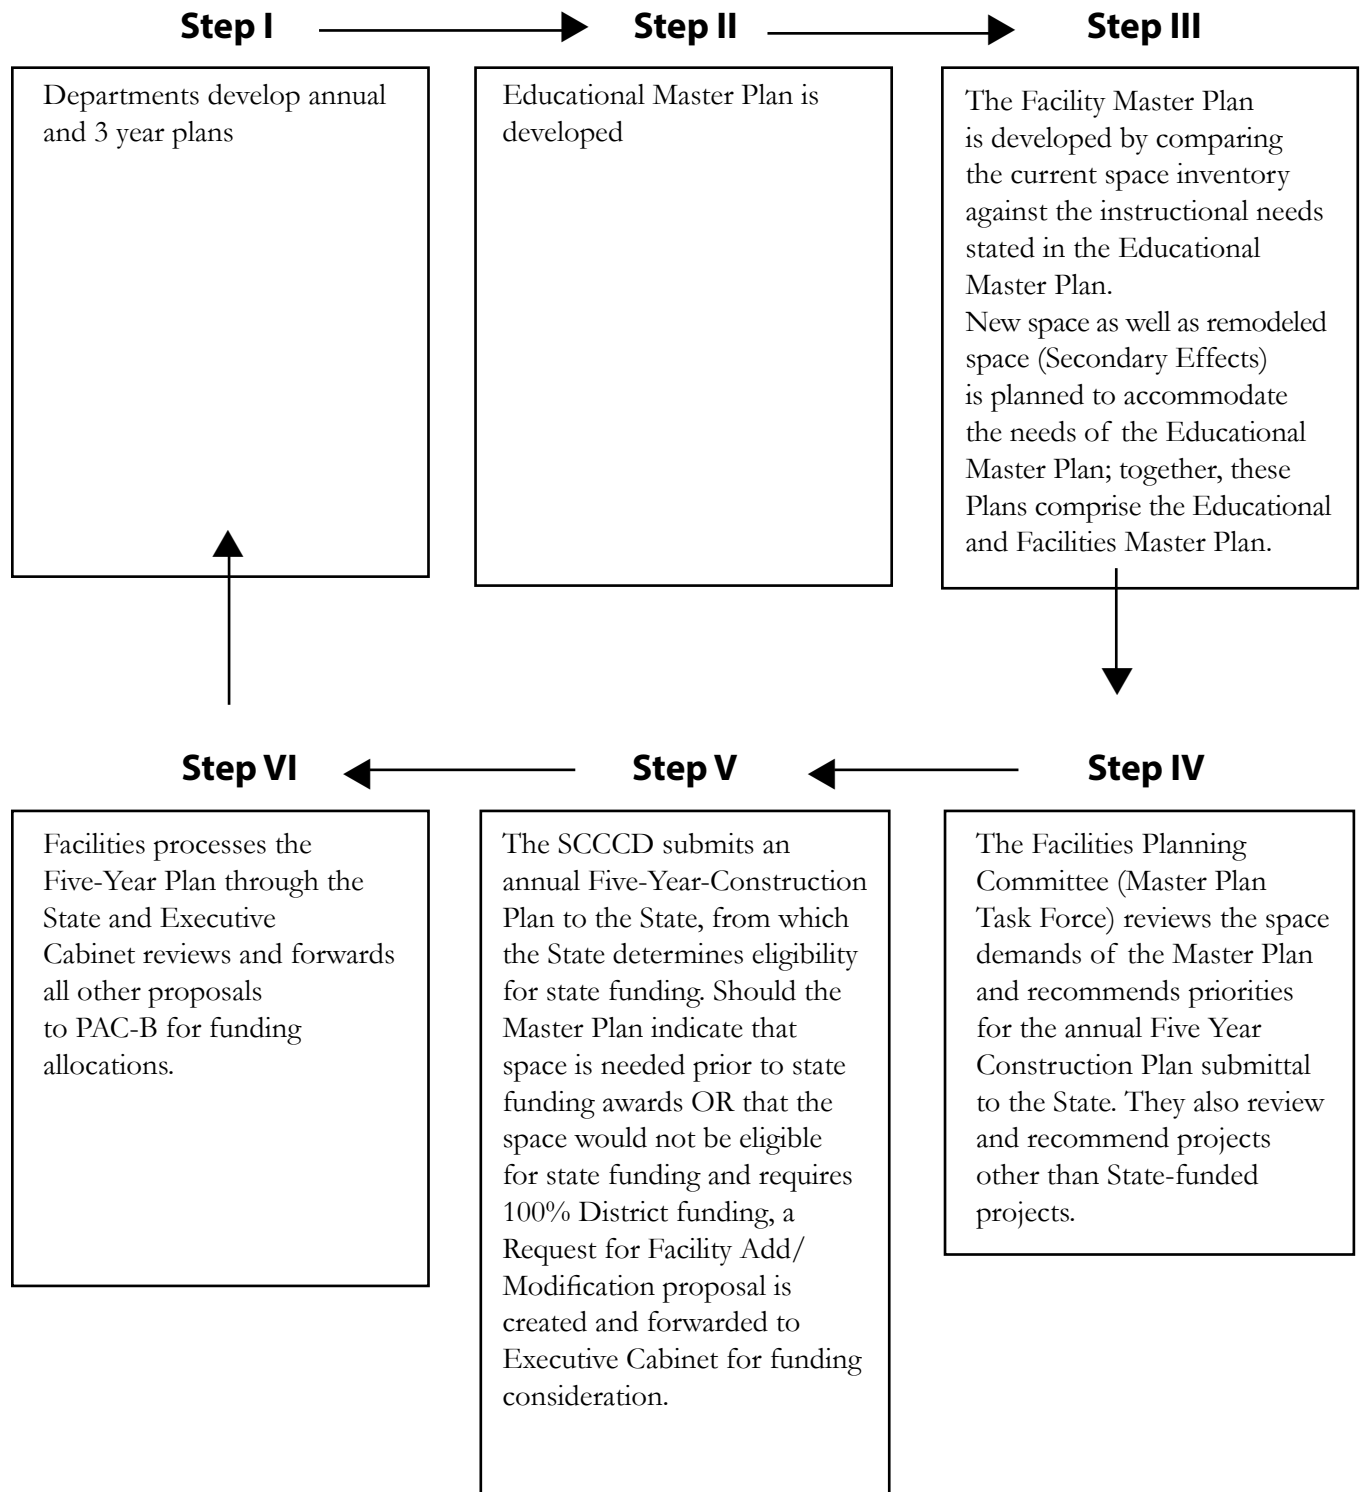 Step I
Step II
Step III
Departments develop annual
and 3 year plans
Educational Master Plan is
developed
The Facility Master Plan
is developed by comparing
the current space inventory
against the instructional needs
stated in the Educational
Master Plan.
New space as well as remodeled
space (Secondary Effects)
is planned to accommodate
the needs of the Educational
Master Plan; together, these
Plans comprise the Educational
and Facilities Master Plan.
Step VI
Step V
Step IV
Facilities processes the
Five-Year Plan through the
State and Executive
Cabinet reviews and forwards
all other proposals
to PAC-B for funding
allocations.
The SCCCD submits an
annual Five-Year-Construction
Plan to the State, from which
the State determines eligibility
for state funding. Should the
Master Plan indicate that
space is needed prior to state
funding awards OR that the
space would not be eligible
for state funding and requires
100% District funding, a
Request for Facility Add/
Modification proposal is
created and forwarded to
Executive Cabinet for funding
consideration.
The Facilities Planning
Committee (Master Plan
Task Force) reviews the space
demands of the Master Plan
and recommends priorities
for the annual Five Year
Construction Plan submittal
to the State. They also review
and recommend projects
other than State-funded
projects.